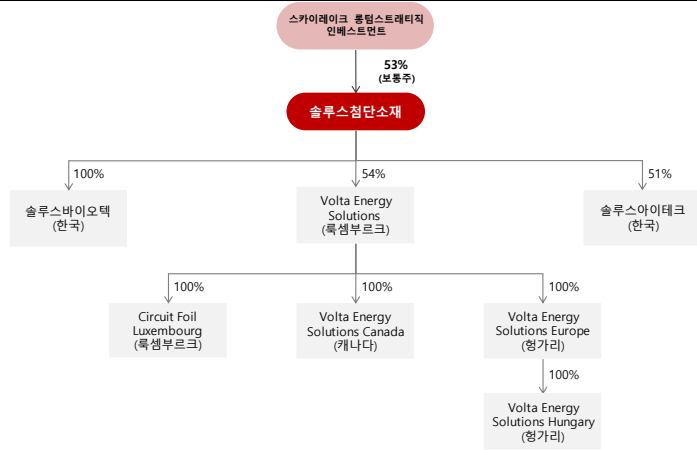 스카이레이크 롱텀스트래티직
인베스트먼트
53%
(보통주)
솔루스첨단소재
100%
54%
51%
솔루스바이오텍
(한국)
Volta Energy
Solutions
(룩셈부르크)
솔루스아이테크
(한국)
100%
100%
100%
Circuit Foil
Luxembourg
(룩셈부르크)
Volta Energy
Solutions Canada
(캐나다)
Volta Energy
Solutions Europe
(헝가리)
100%
Volta Energy
Solutions Hungary
(헝가리)